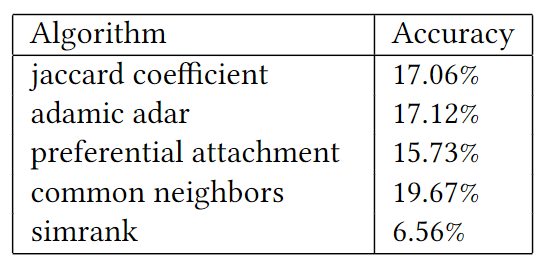 Algorithm Accuracy
jaccard coefficient 17.06%
adamic adar 17.12%
preferential attachment 15.73%
common neighbors 19.67%
simrank 6.56%